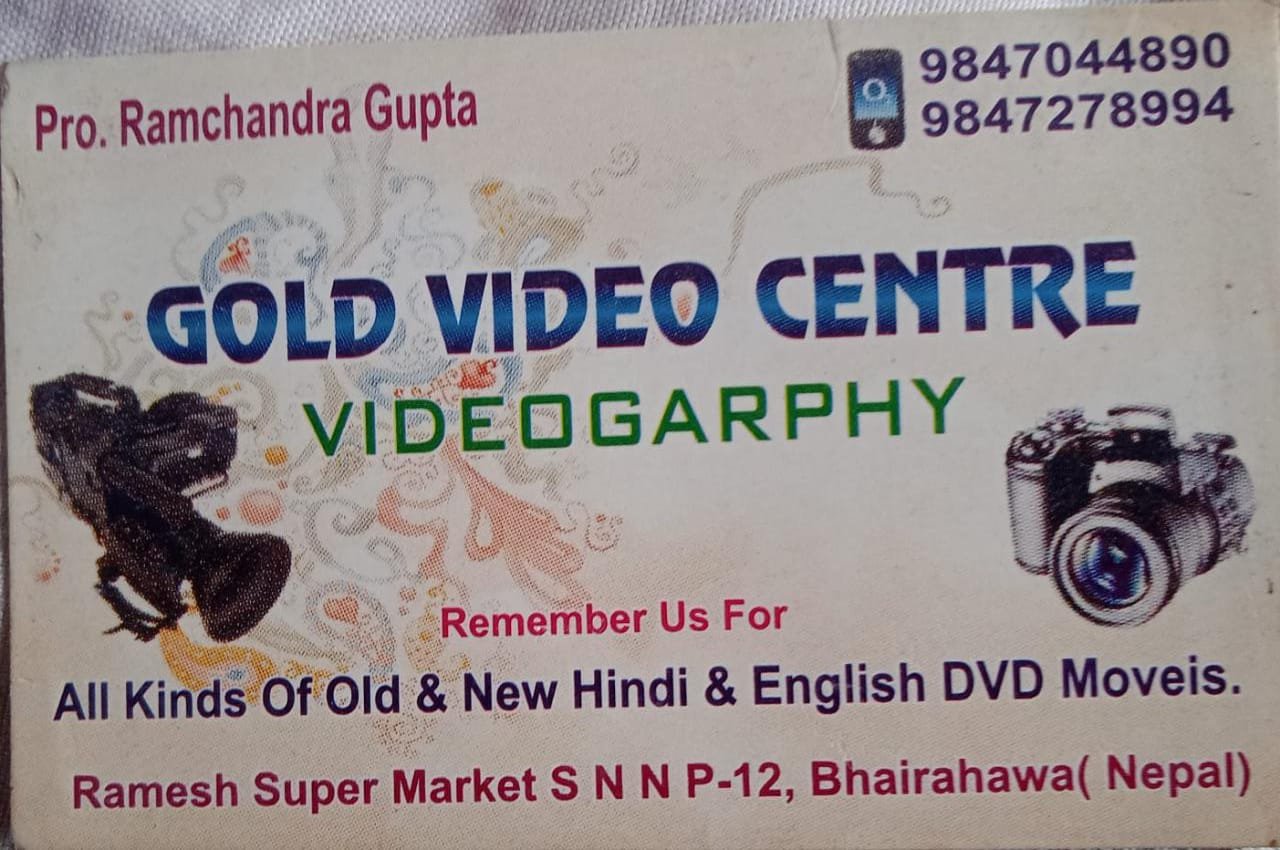 Pro. Ramchandra Gupta
9847044890
9847278994
GOLD VIDEO CENTRE
VIDEOGARPHY
Remember Us For
All Kinds Of Old & New Hindi & English DVD Moveis.
Ramesh Super Market S N N P-12, Bhairahawa( Nepal)